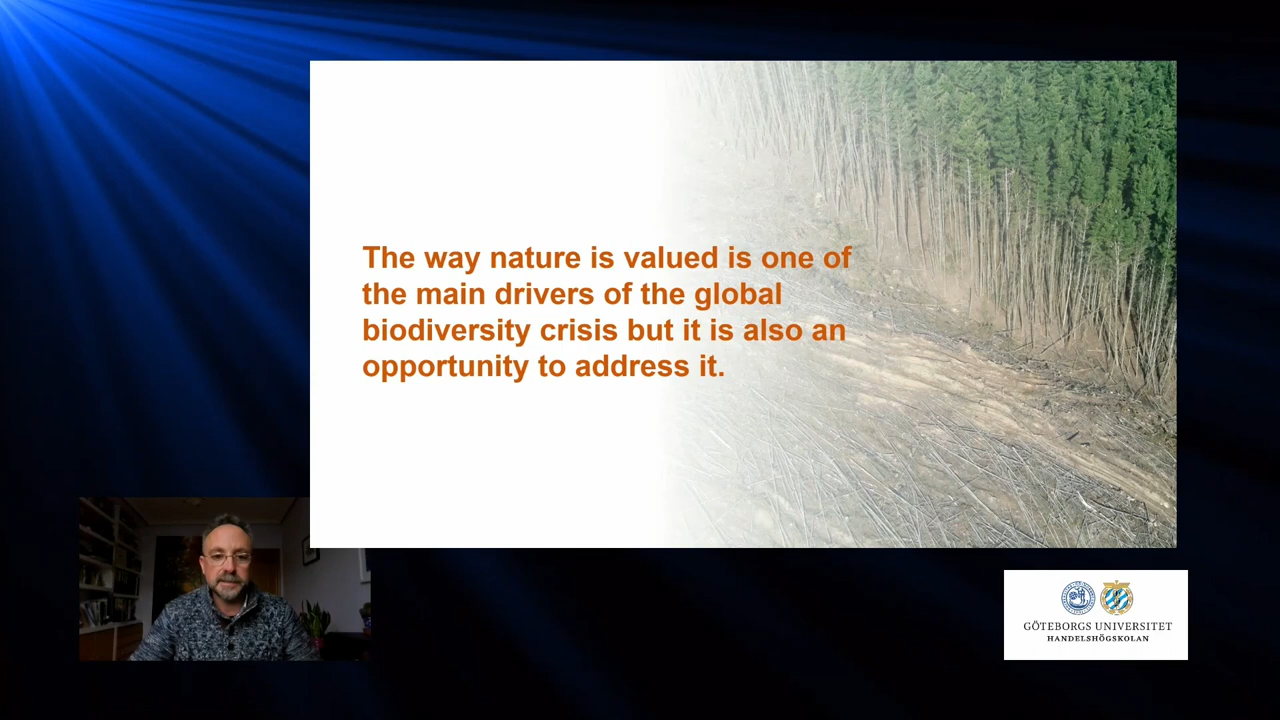 The way nature is valued is one of
the main drivers of the global
biodiversity crisis but it is also an
opportunity to address it.
GÖTEBORGS UNIVERSITET
HANDELSHÖGSKOLAN